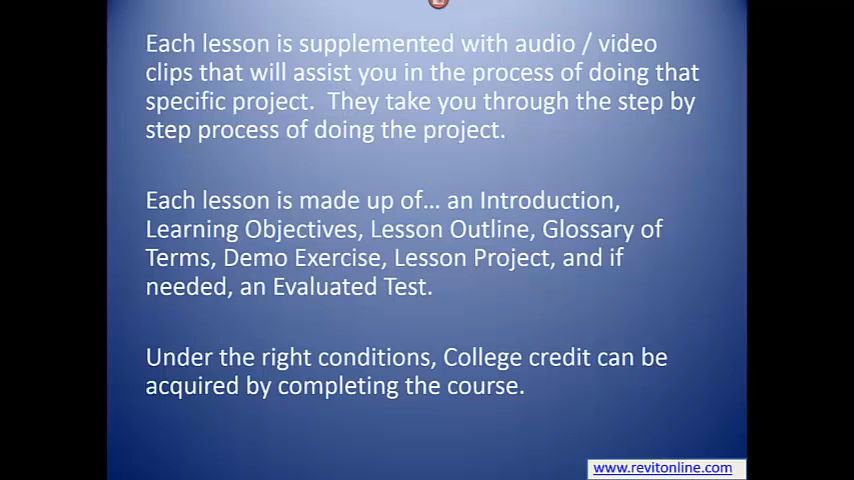 Each lesson is supplemented with audio / video
clips that will assist you in the process of doing that
specific project.  They take you through the step by
step process of doing the project.
Each lesson is made up of... an Introduction,
Learning Objectives, Lesson Outline, Glossary of
Terms, Demo Exercise, Lesson Project, and if
needed, an Evaluated Test.
Under the right conditions, College credit can be
acquired by completing the course.
www.revitonline.com